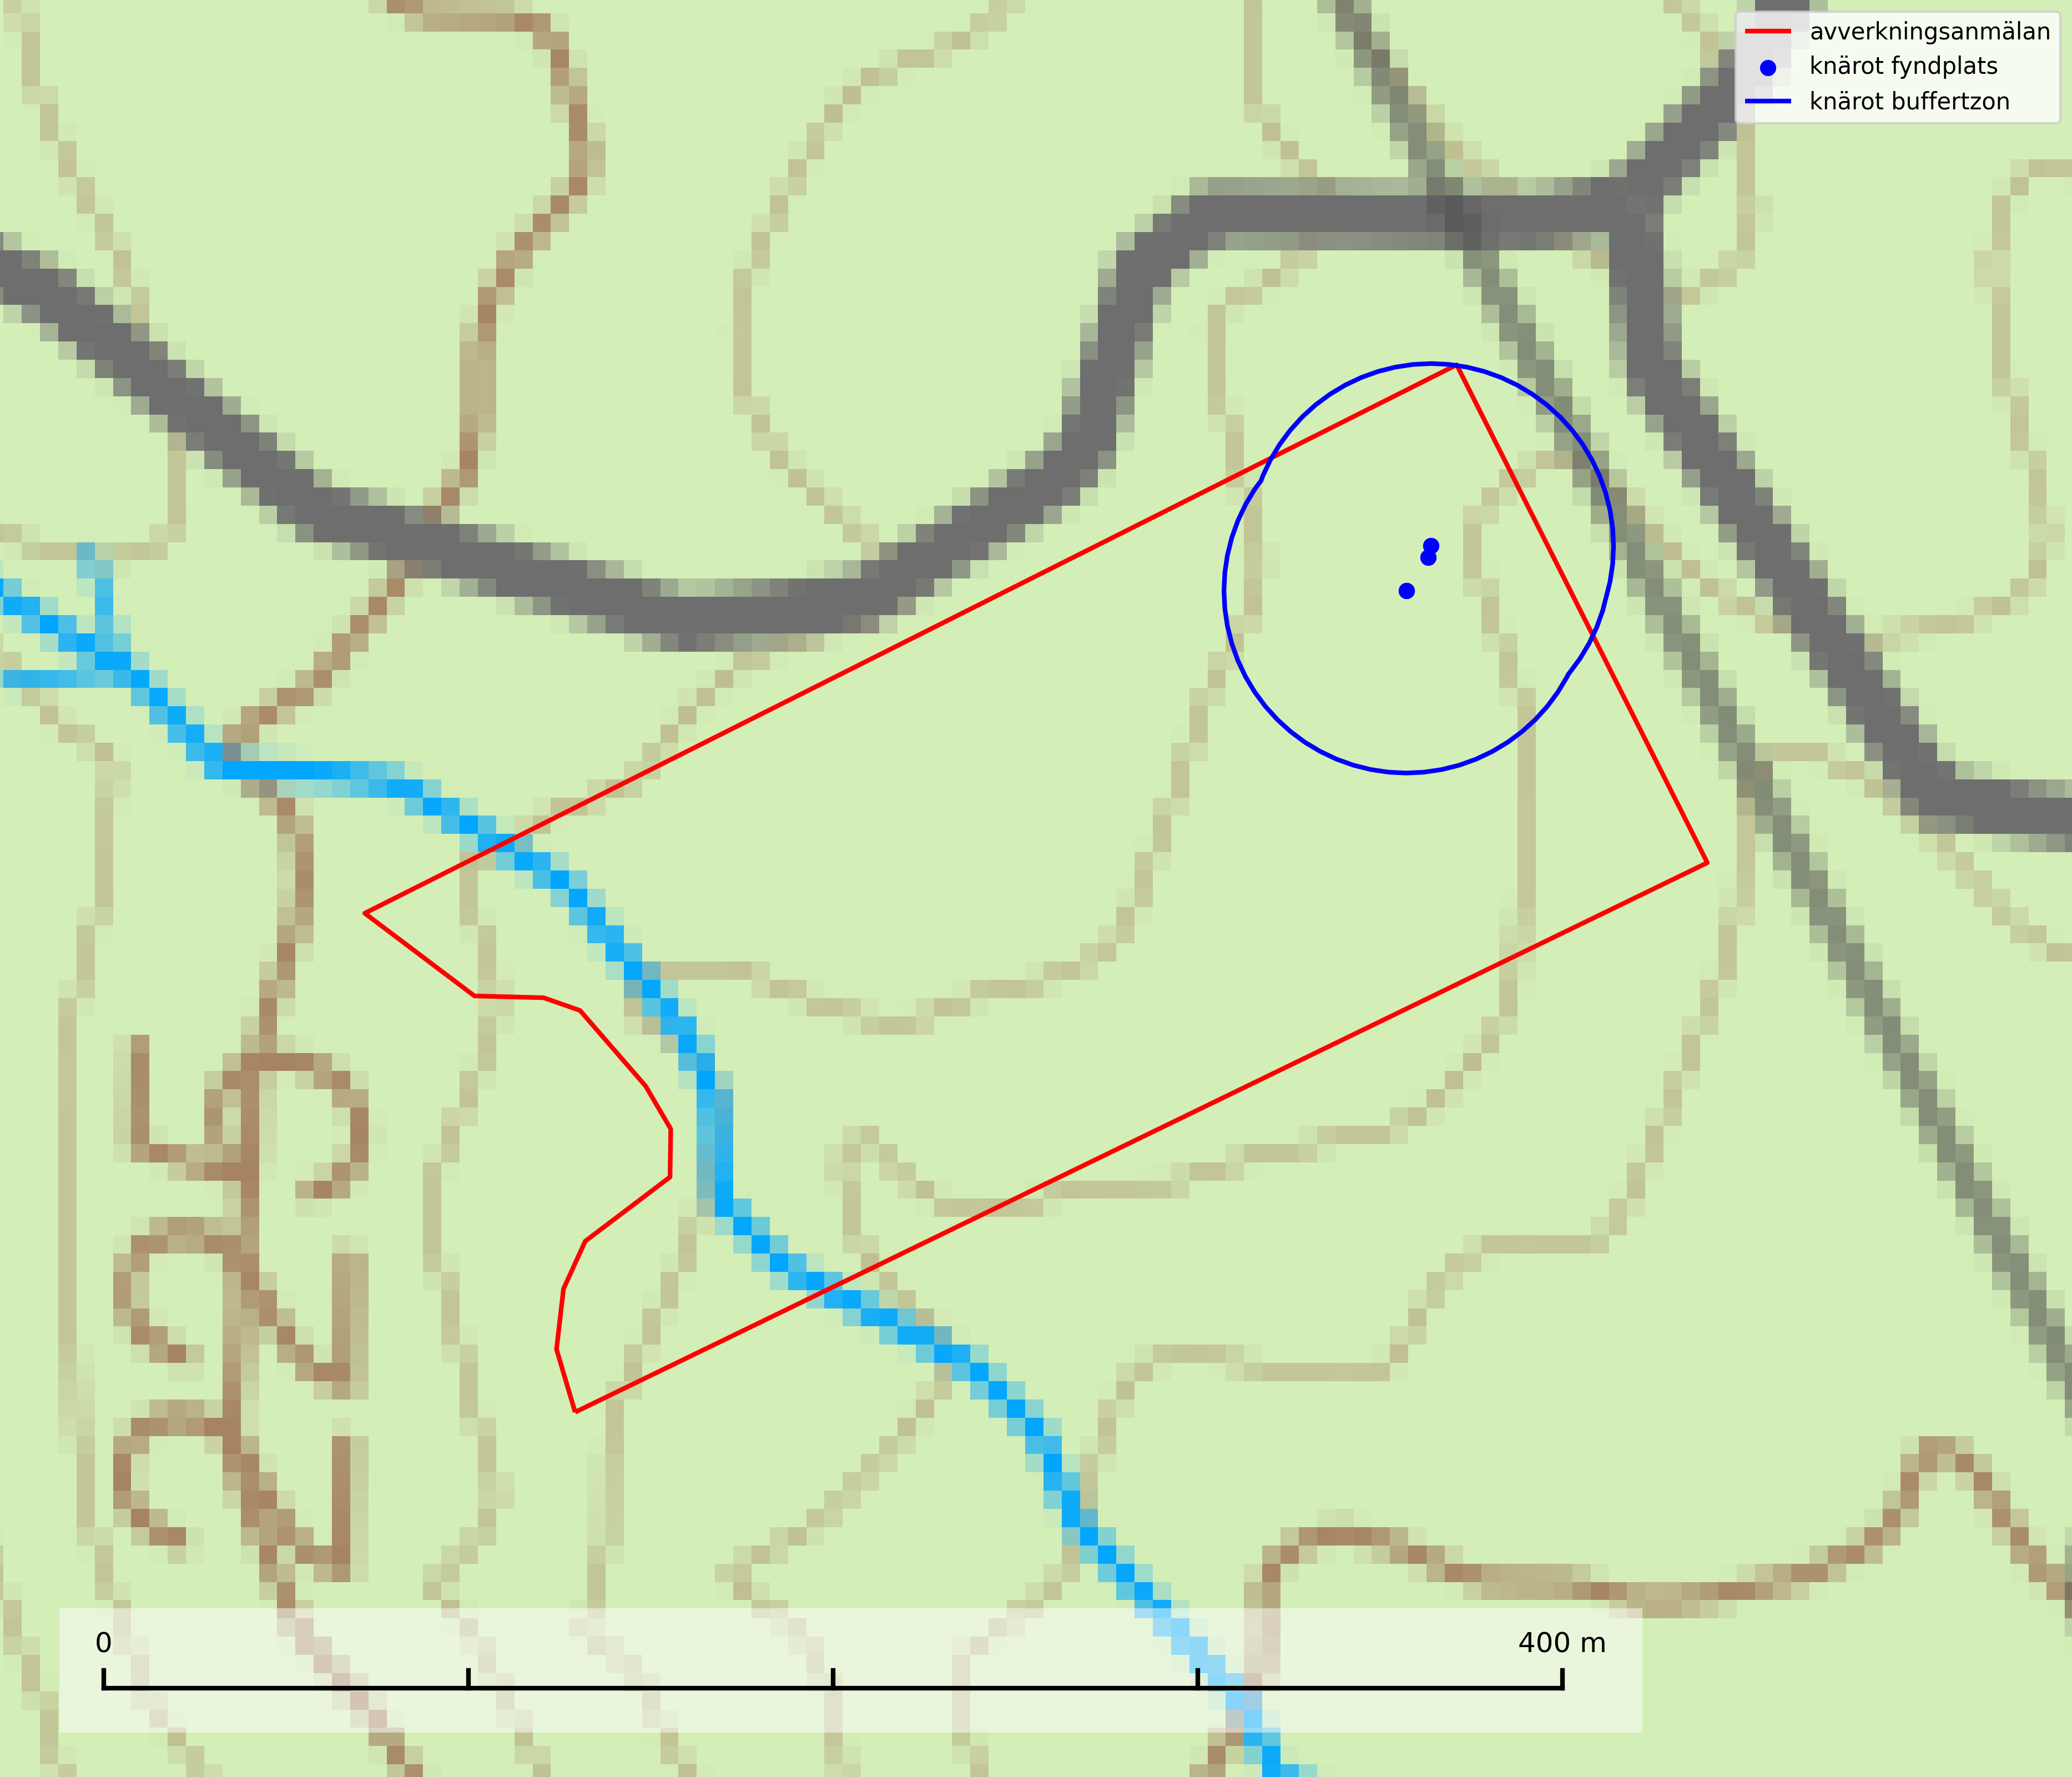 avverkningsanmälan
knärot fyndplats
knärot buffertzon
0
400 m